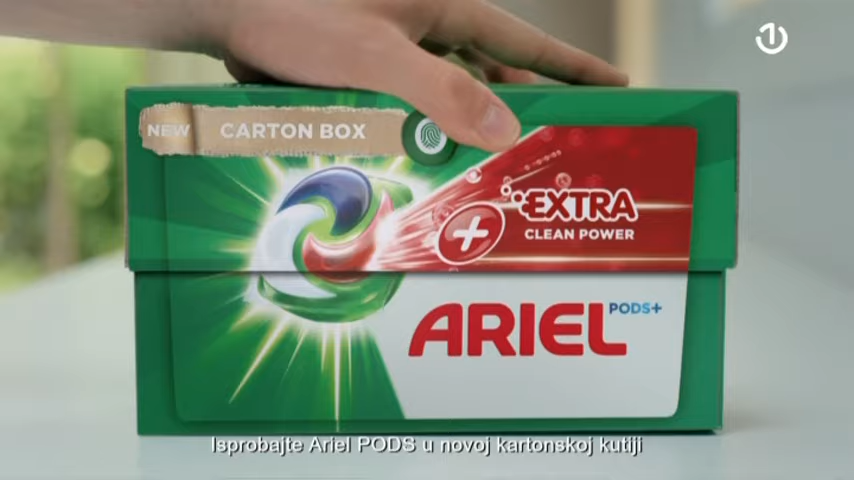 NEW CARTON BOX
EXTRA
CLEAN POWER
ARIEL PODS+
Isprobajte Ariel PODS u novoj kartonskoj kutiji